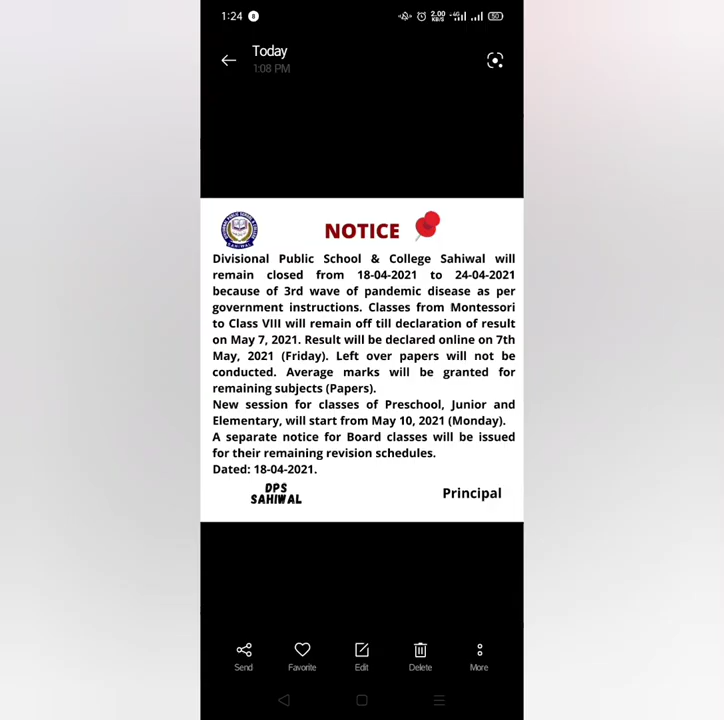 1:24
2.00
KB/S
4G
50
Today
1:08 PM
NOTICE
SAHIWAL
Divisional Public School & College Sahiwal will
remain closed from 18-04-2021 to 24-04-2021
because of 3rd wave of pandemic disease as per
government instructions. Classes from Montessori
to Class VIII will remain off till declaration of result
on May 7, 2021. Result will be declared online on 7th
May, 2021 (Friday). Left over papers will not be
conducted. Average marks will be granted for
remaining subjects (Papers).
New session for classes of Preschool, Junior and
Elementary, will start from May 10, 2021 (Monday).
A separate notice for Board classes will be issued
for their remaining revision schedules.
Dated: 18-04-2021.
DPS
SAHIWAL
Principal
Send
Favorite
Edit
Delete
More